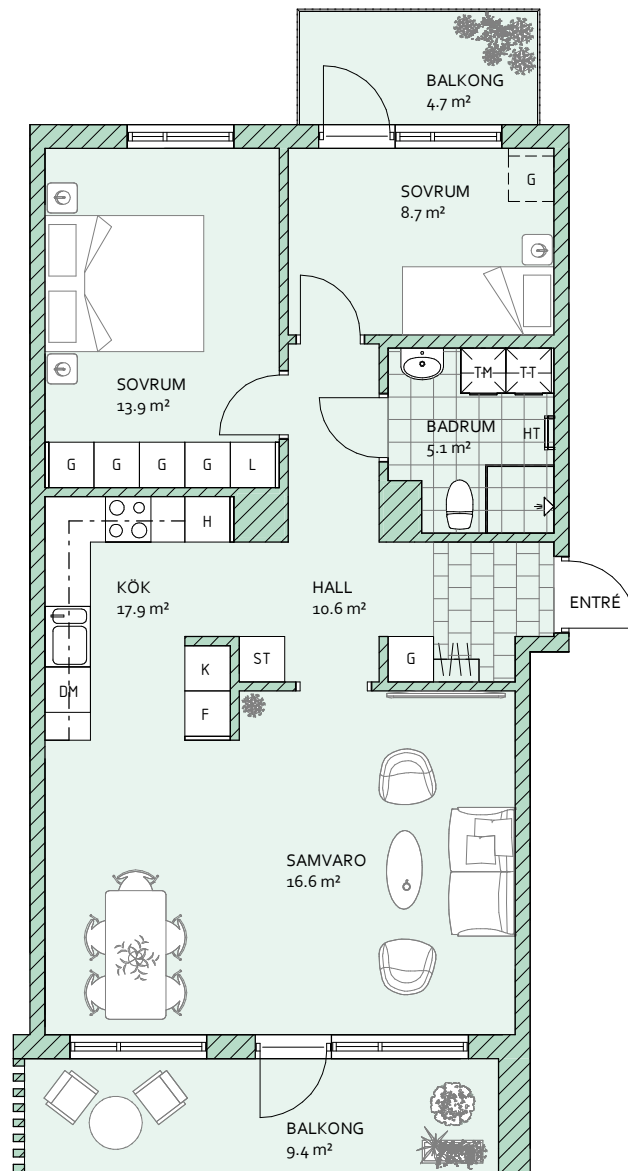 BALKONG
4.7 m²
SOVRUM
8.7 m²
G
SOVRUM
13.9 m²
TM
TT
BADRUM
5.1 m²
HT
G
G
G
G
L
H
KÖK
17.9 m²
HALL
10.6 m²
ENTRÉ
K
ST
G
DM
F
SAMVARO
16.6 m²
BALKONG
9.4 m²